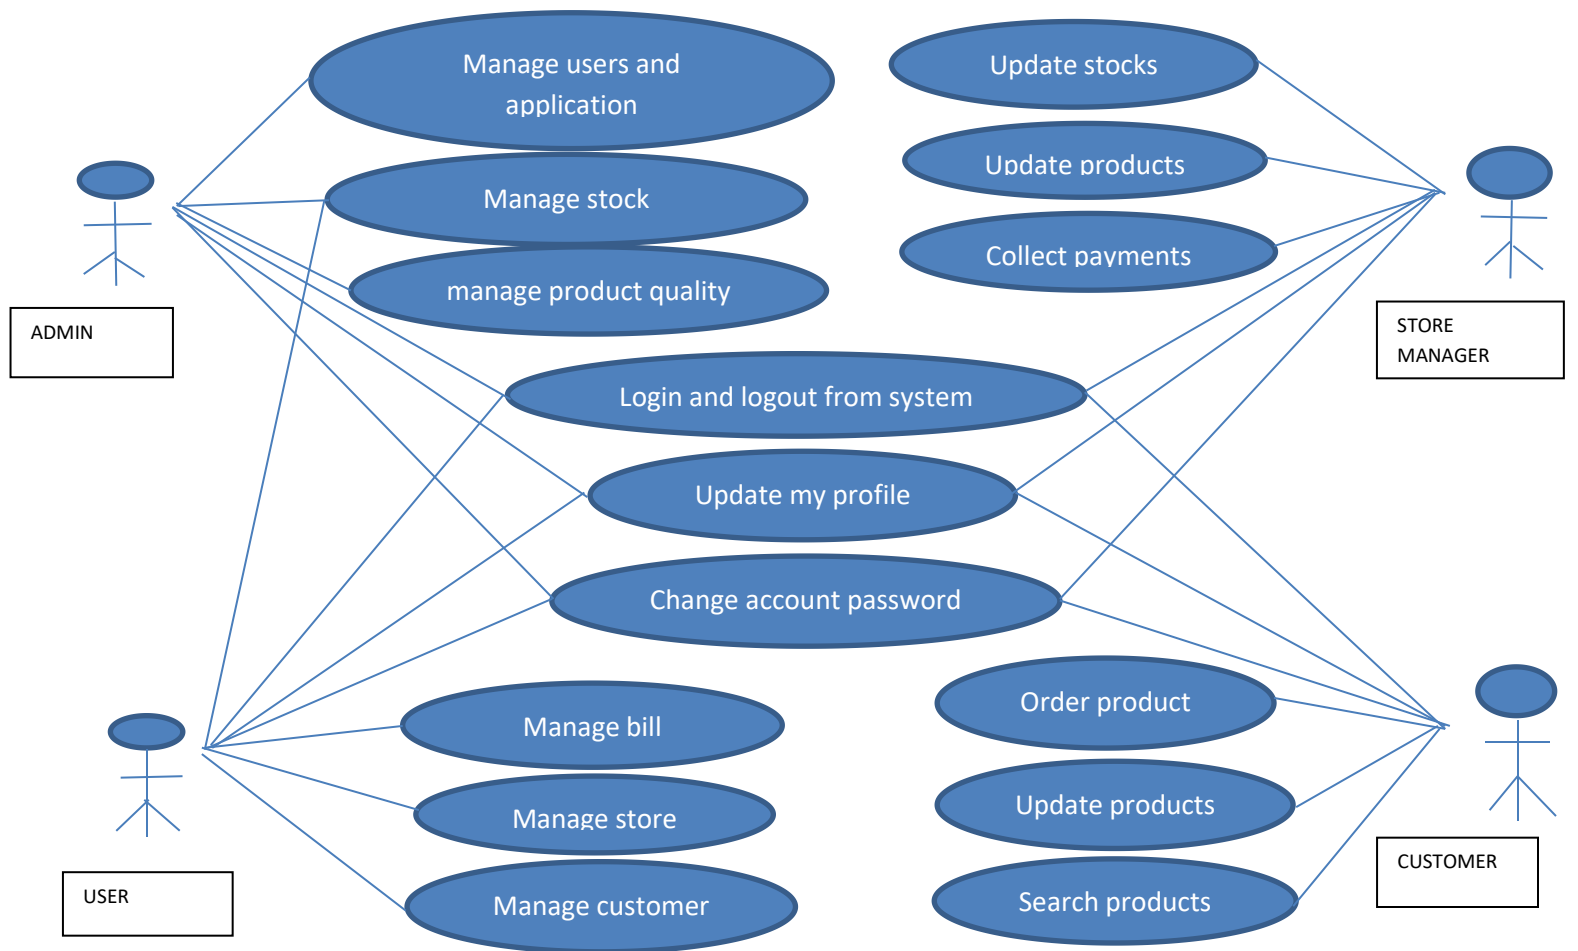 Manage users and
application
Update stocks
Manage stock
Update products
manage product quality
Collect payments
ADMIN
STORE
MANAGER
Login and logout from system
Update my profile
Change account password
Manage bill
Order product
Manage store
Update products
USER
Manage customer
CUSTOMER
Search products